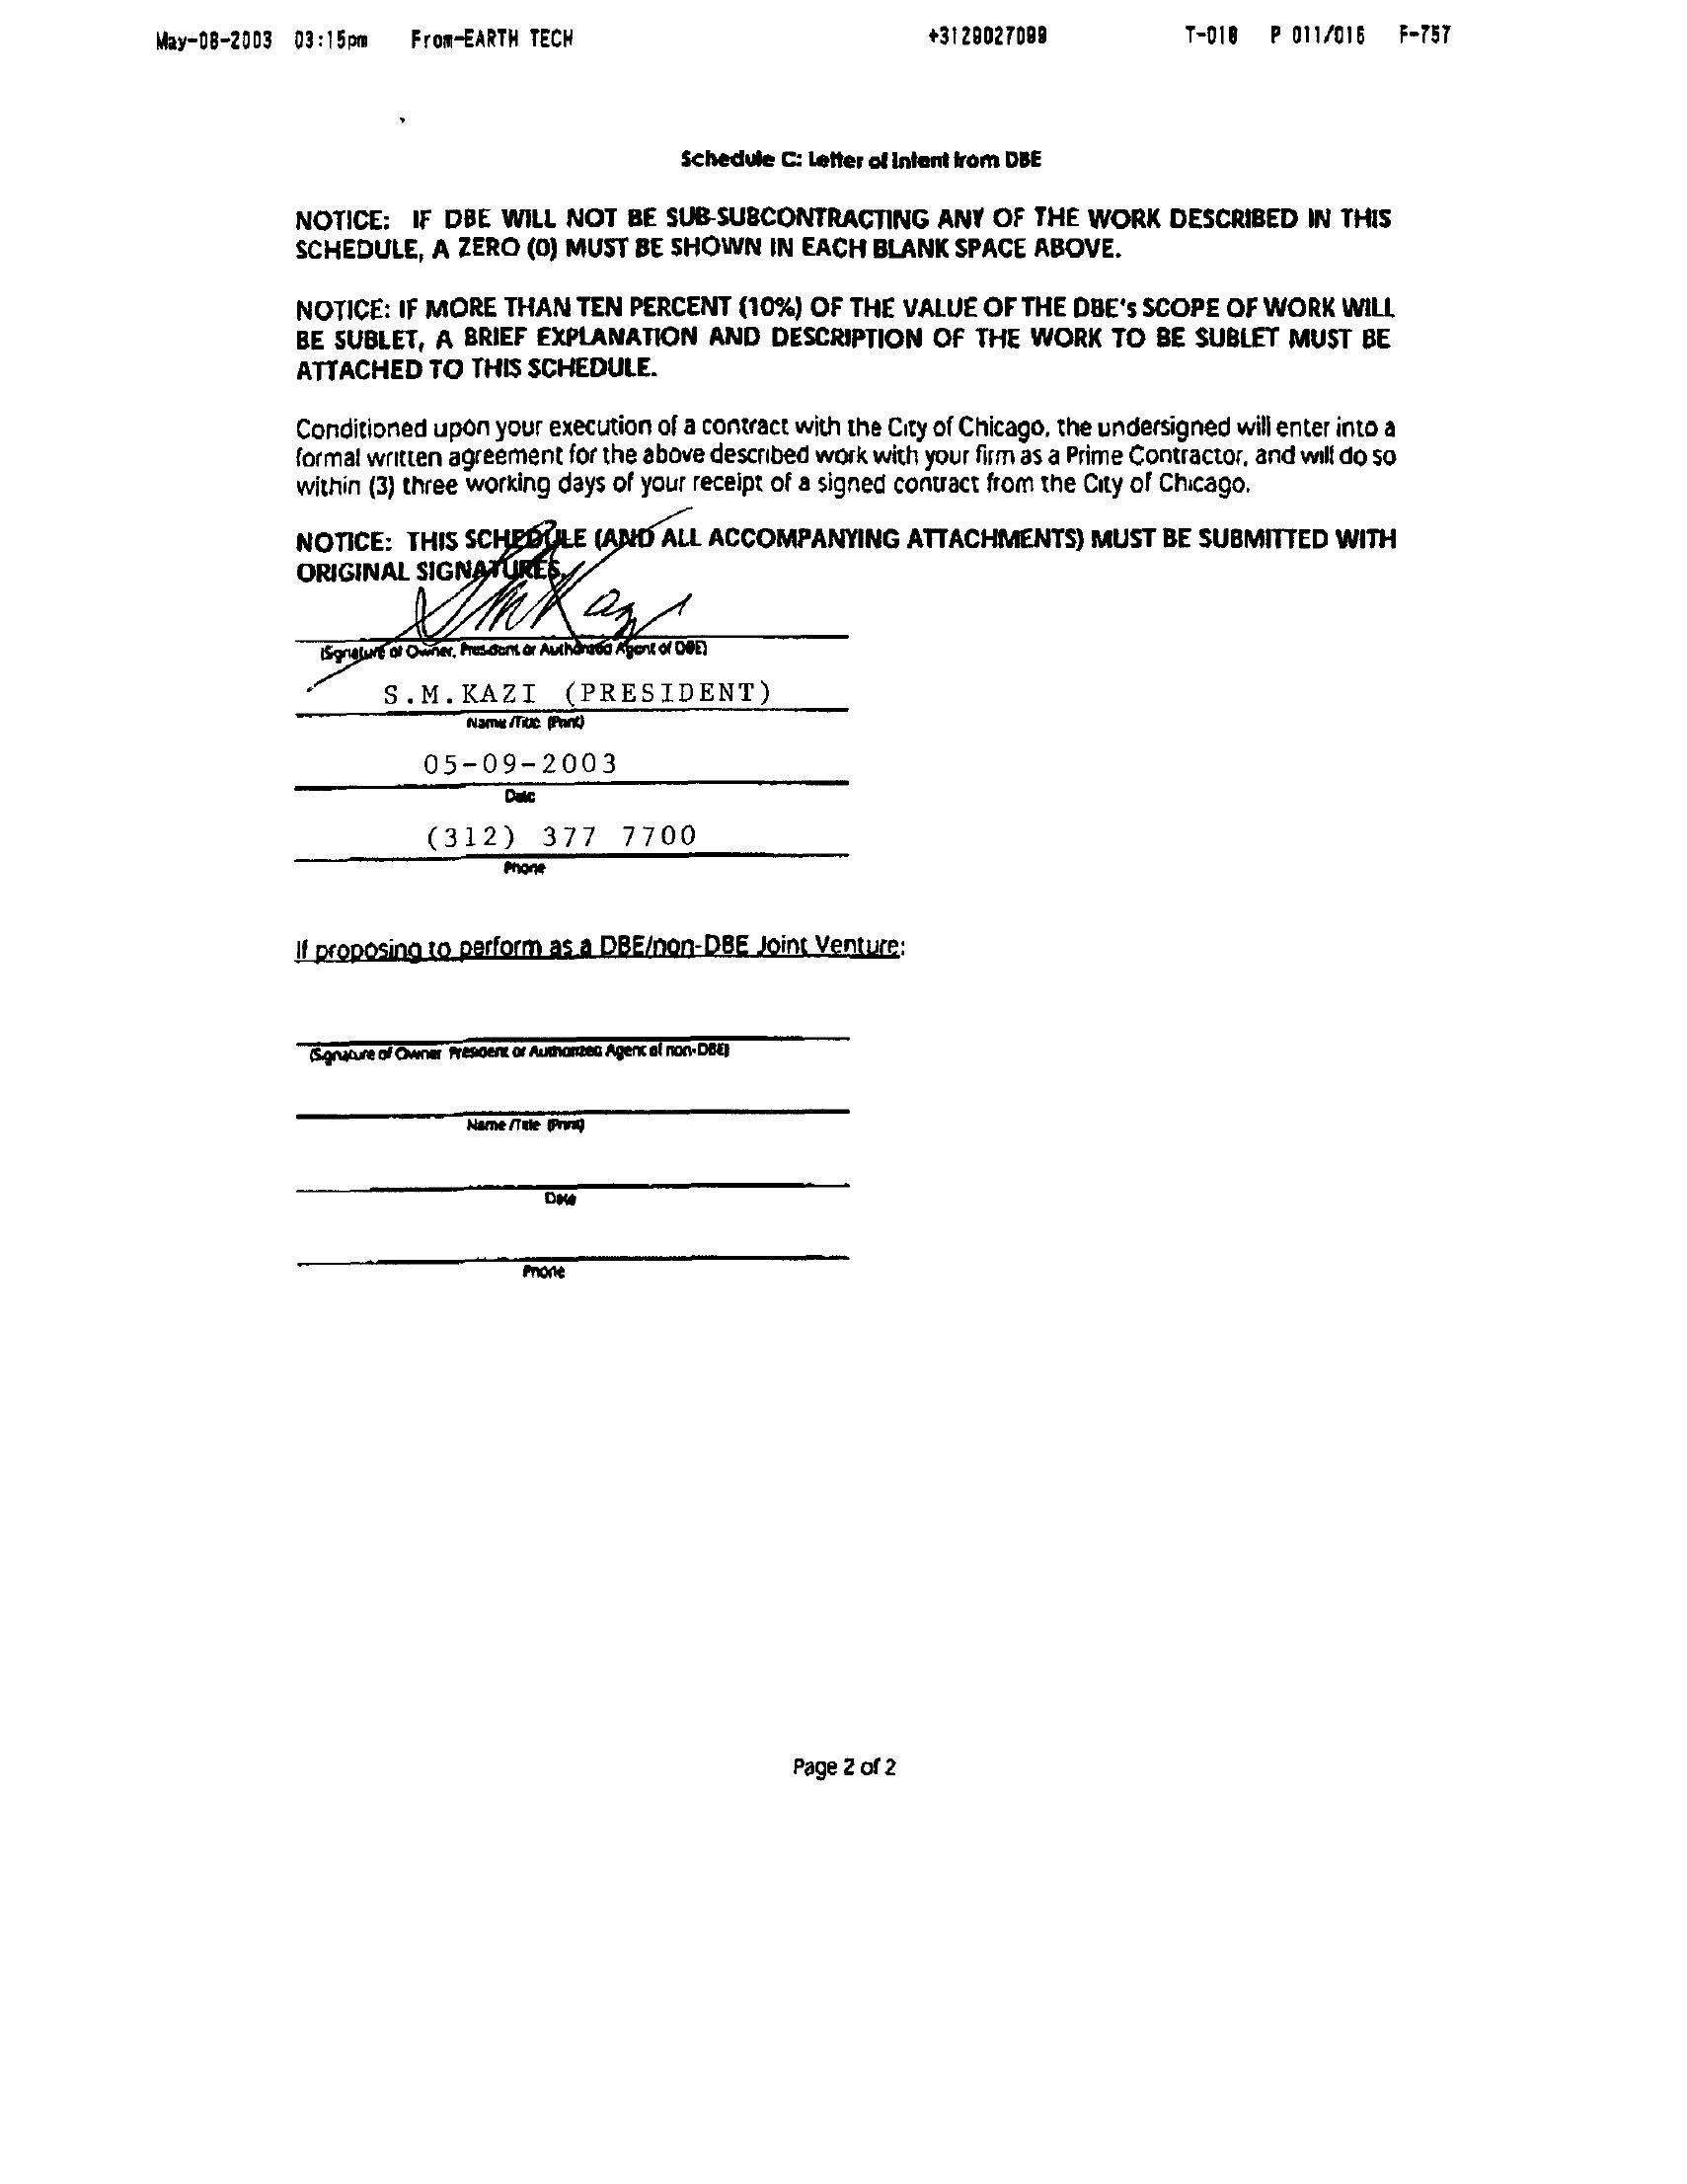 May-08-2003 03:15pm From-EARTH TECH +3129027099 T-018 P 011/016 F-757
Schedule C: Letter of Intent from DBE
NOTICE: IF DBE WILL NOT BE SUB-SUBCONTRACTING ANY OF THE WORK DESCRIBED IN THIS
SCHEDULE, A ZERO (0) MUST BE SHOWN IN EACH BLANK SPACE ABOVE.
NOTICE: IF MORE THAN TEN PERCENT (10%) OF THE VALUE OF THE DBE's SCOPE OF WORK WILL
BE SUBLET, A BRIEF EXPLANATION AND DESCRIPTION OF THE WORK TO BE SUBLET MUST BE
ATTACHED TO THIS SCHEDULE.
Conditioned upon your execution of a contract with the City of Chicago, the undersigned will enter into a
formal written agreement for the above described work with your firm as a Prime Contractor, and will do so
within (3) three working days of your receipt of a signed contract from the City of Chicago.
NOTICE: THIS SCHEDULE (AND ALL ACCOMPANYING ATTACHMENTS) MUST BE SUBMITTED WITH
ORIGINAL SIGNATURES.
SM Kazi
(Signature of Owner, President or Authorized Agent of DBE)
S.M.KAZI (PRESIDENT)
Name /Title (Print)
05-09-2003
Date
(312) 377 7700
Phone
If proposing to perform as a DBE/non-DBE Joint Venture:
(Signature of Owner President or Authorized Agent of non-DBE)
Name /Title (Print)
Date
Phone
Page 2 of 2